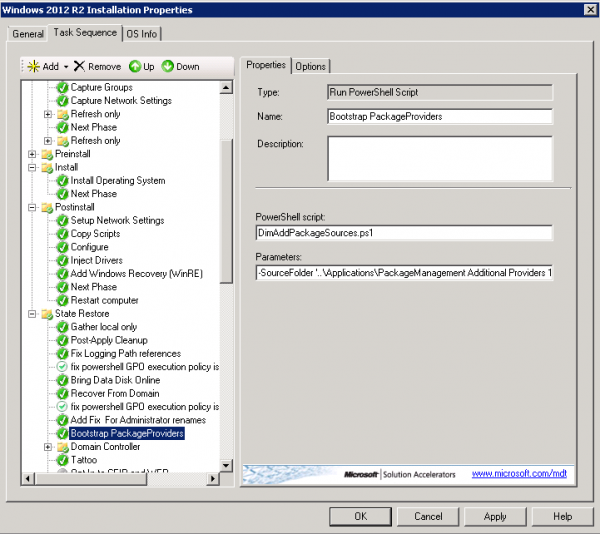 Windows 2012 R2 Installation Properties
General
Task Sequence
OS Info
Add
Remove
Up
Down
Capture Groups
Capture Network Settings
Refresh only
Next Phase
Refresh only
Preinstall
Install
Install Operating System
Next Phase
Postinstall
Setup Network Settings
Copy Scripts
Configure
Inject Drivers
Add Windows Recovery (WinRE)
Next Phase
Restart computer
State Restore
Gather local only
Post-Apply Cleanup
Fix Logging Path references
fix powershell GPO execution policy is
Bring Data Disk Online
Recover From Domain
fix powershell GPO execution policy is
Add Fix For Administrator renames
Bootstrap PackageProviders
Domain Controller
Tattoo
Properties
Options
Type:
Run PowerShell Script
Name:
Bootstrap PackageProviders
Description:
PowerShell script:
DimAddPackageSources.ps1
Parameters:
-SourceFolder '..\Applications\PackageManagement Additional Providers 1
Microsoft | Solution Accelerators
www.microsoft.com/mdt
OK
Cancel
Apply
Help